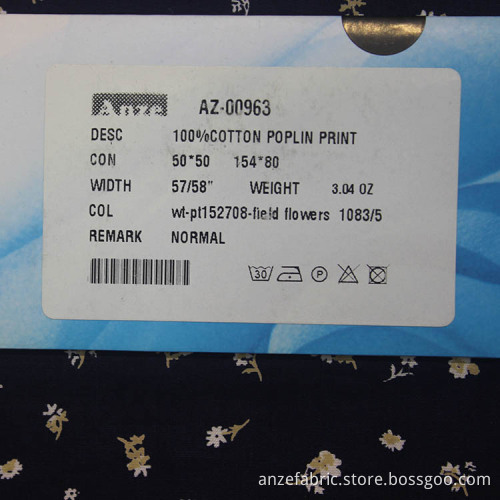 Anze AZ-00963
DESC 100%COTTON POPLIN PRINT
CON 50*50 154*80
WIDTH 57/58" WEIGHT 3.04 OZ
COL wt-pt152708-field flowers 1083/5
REMARK NORMAL
30 P
anzefabric.store.bossgoo.com